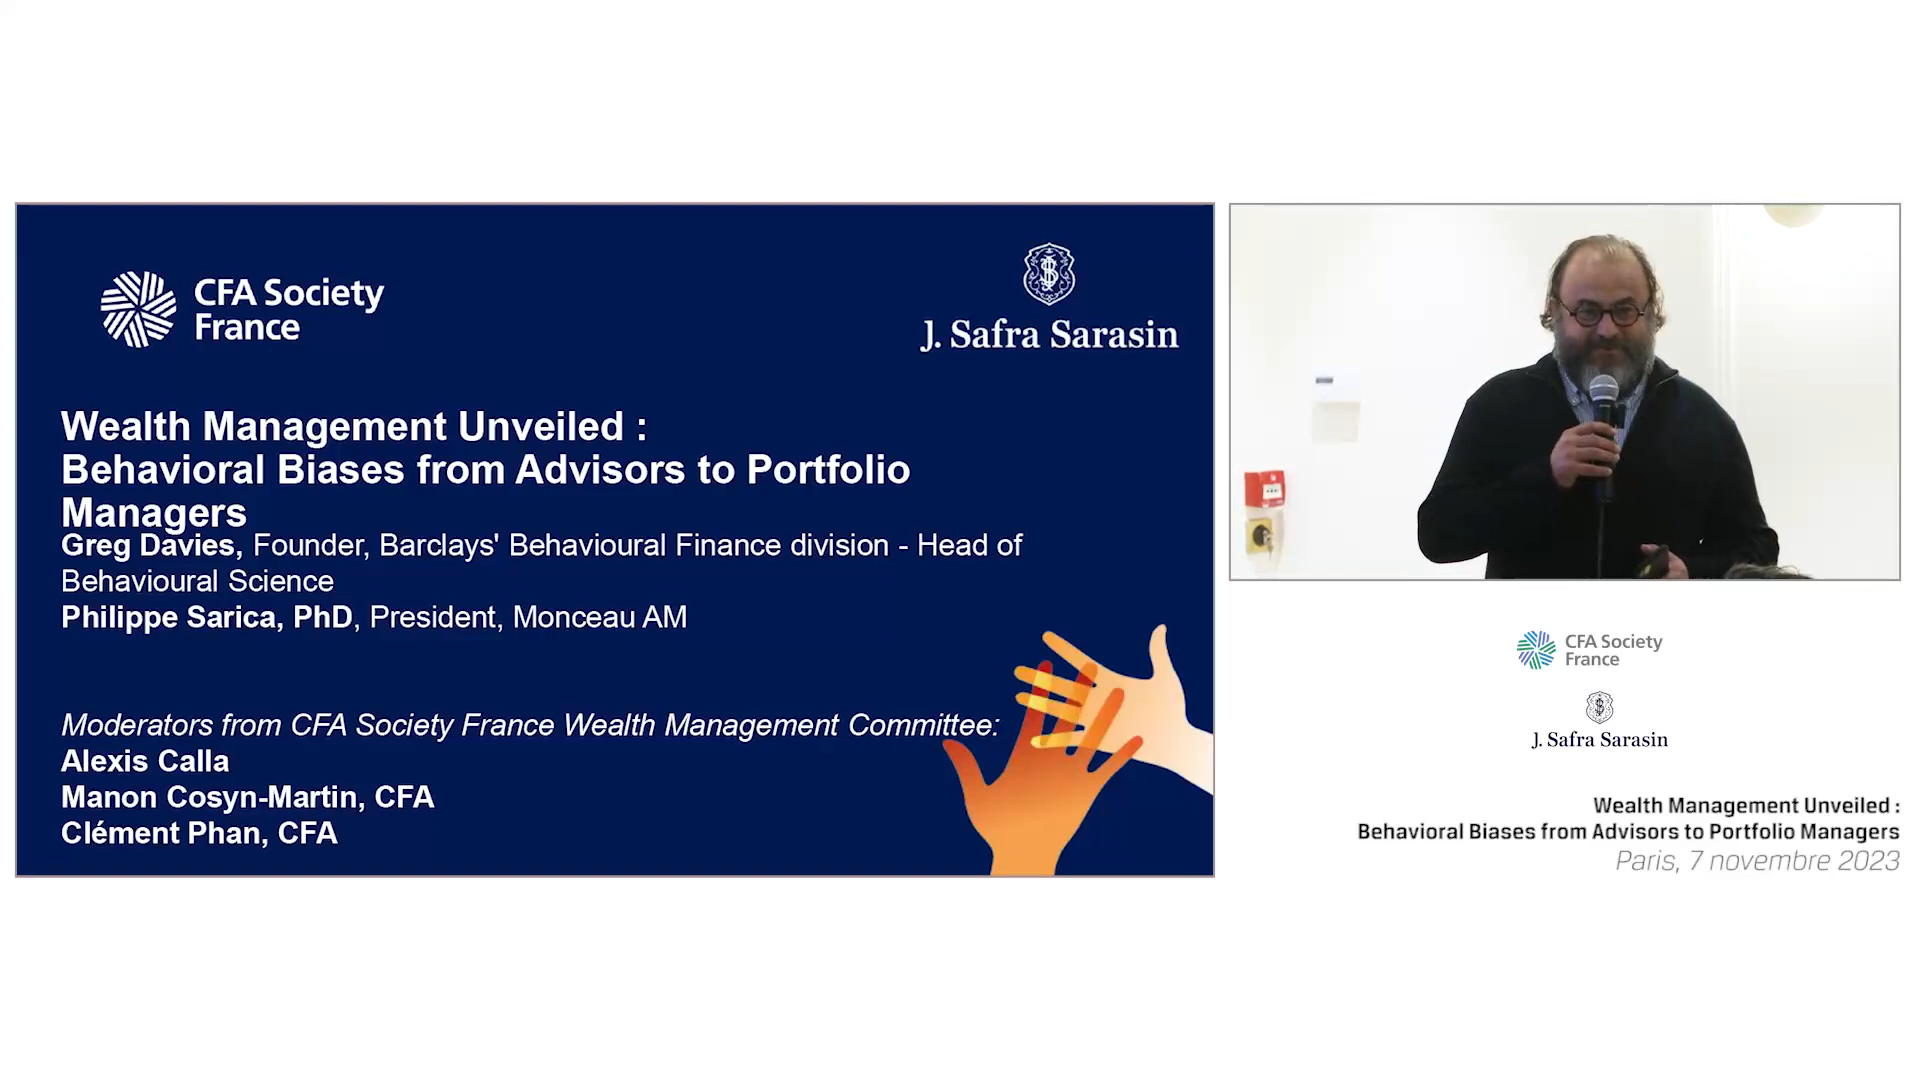 CFA Society
France
J. Safra Sarasin
Wealth Management Unveiled :
Behavioral Biases from Advisors to Portfolio
Managers
Greg Davies, Founder, Barclays' Behavioural Finance division - Head of
Behavioural Science
Philippe Sarica, PhD, President, Monceau AM
Moderators from CFA Society France Wealth Management Committee:
Alexis Calla
Manon Cosyn-Martin, CFA
Clément Phan, CFA
CFA Society
France
J. Safra Sarasin
Wealth Management Unveiled :
Behavioral Biases from Advisors to Portfolio Managers
Paris, 7 novembre 2023